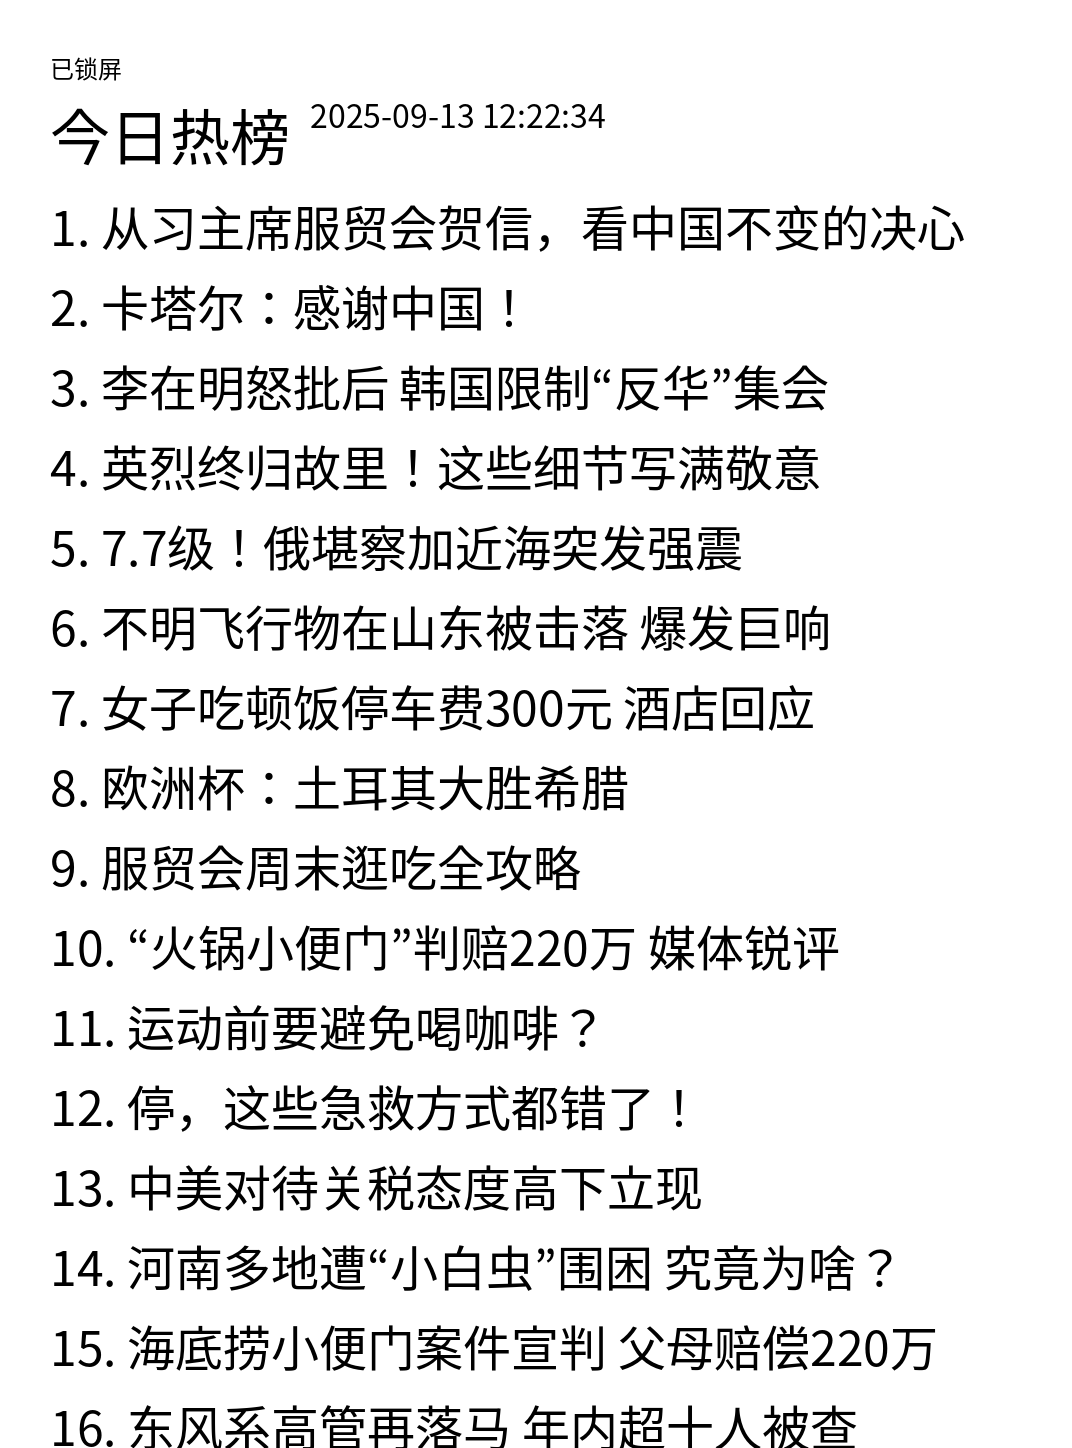 已锁屏
今日热榜 2025-09-13 12:22:34
1. 从习主席服贸会贺信，看中国不变的决心
2. 卡塔尔：感谢中国！
3. 李在明怒批后 韩国限制“反华”集会
4. 英烈终归故里！这些细节写满敬意
5. 7.7级！俄堪察加近海突发强震
6. 不明飞行物在山东被击落 爆发巨响
7. 女子吃顿饭停车费300元 酒店回应
8. 欧洲杯：土耳其大胜希腊
9. 服贸会周末逛吃全攻略
10. “火锅小便门”判赔220万 媒体锐评
11. 运动前要避免喝咖啡？
12. 停，这些急救方式都错了！
13. 中美对待关税态度高下立现
14. 河南多地遭“小白虫”围困 究竟为啥？
15. 海底捞小便门案件宣判 父母赔偿220万
16. 东风系高管再落马 年内超十人被查